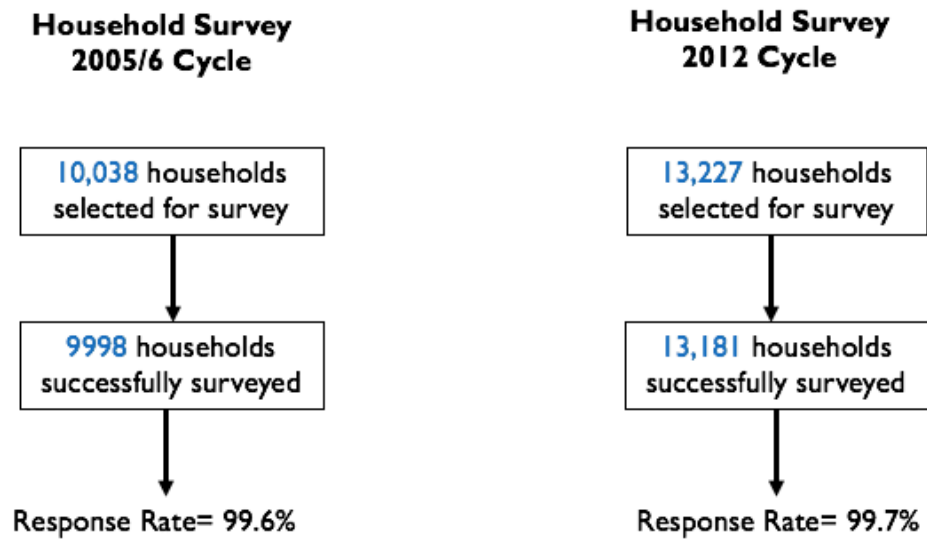 Household Survey
2005/6 Cycle
10,038 households
selected for survey
9998 households
successfully surveyed
Response Rate= 99.6%
Household Survey
2012 Cycle
13,227 households
selected for survey
13,181 households
successfully surveyed
Response Rate= 99.7%